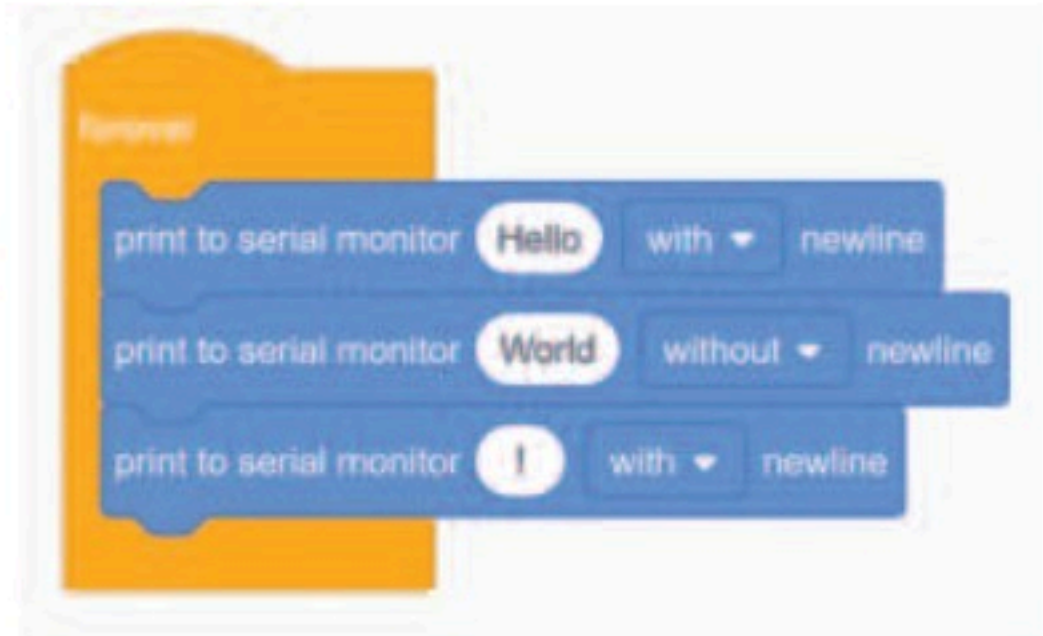 forever
print to serial monitor Hello with newline
print to serial monitor World without newline
print to serial monitor ! with newline